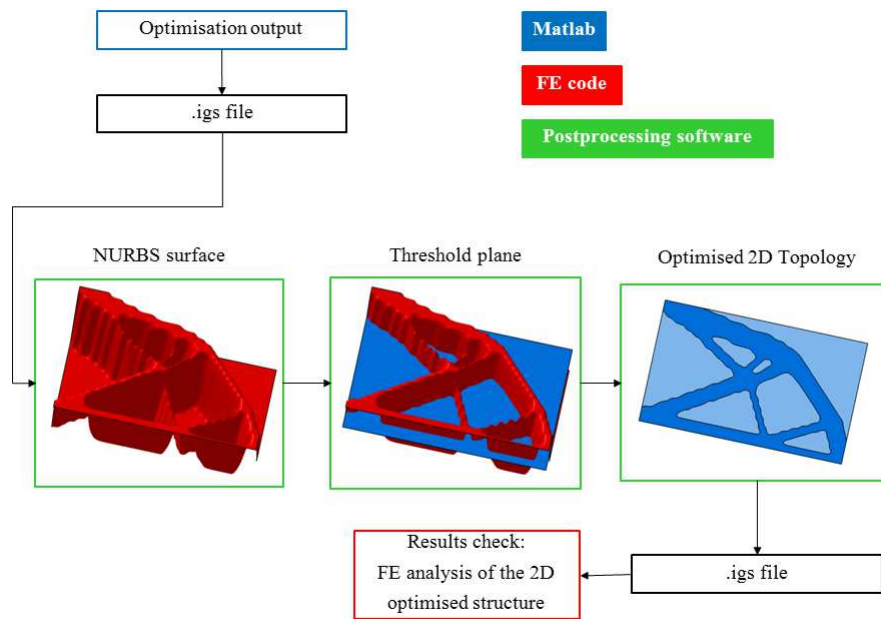 Optimisation output
Matlab
FE code
.igs file
Postprocessing software
NURBS surface
Threshold plane
Optimised 2D Topology
Results check:
FE analysis of the 2D
optimised structure
.igs file